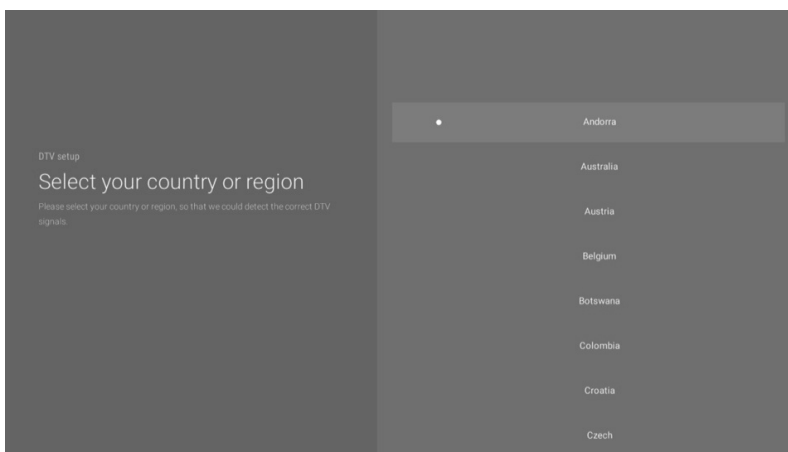 DTV setup
Select your country or region
Please select your country or region, so that we could detect the correct DTV
signals.
Andorra
Australia
Austria
Belgium
Botswana
Colombia
Croatia
Czech